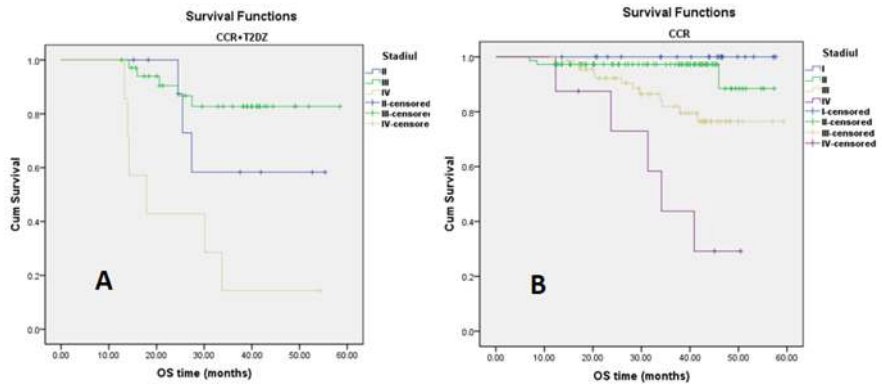 Survival Functions
CCR+T2DZ
Stadiul
II
III
IV
II-censored
III-censored
IV-censore
Cum Survival
1.0
0.8
0.6
0.4
0.2
0.0
A
0.00 10.00 20.00 30.00 40.00 50.00 60.00
OS time (months)
Survival Functions
CCR
Stadiul
I
II
III
IV
I-censored
II-censored
III-censored
IV-censored
Cum Survival
1.0
0.8
0.6
0.4
0.2
0.0
B
0.00 10.00 20.00 30.00 40.00 50.00 60.00
OS time (months)